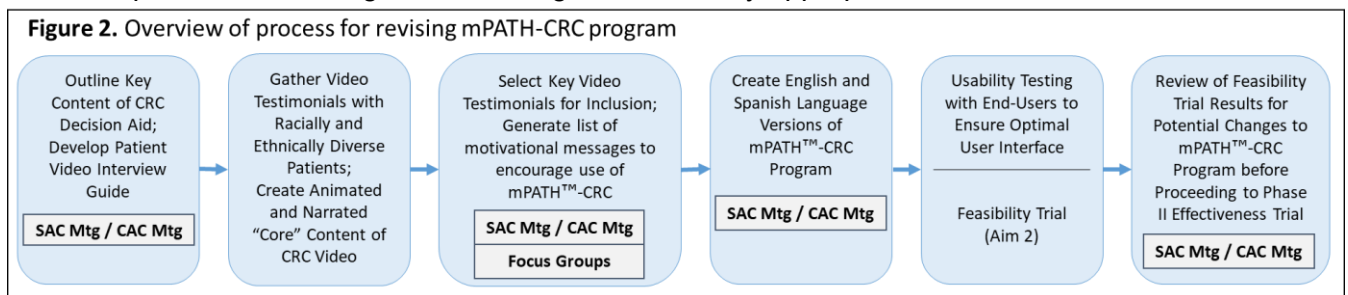 Figure 2. Overview of process for revising mPATH-CRC program
Outline Key
Content of CRC
Decision Aid;
Develop Patient
Video Interview
Guide
SAC Mtg / CAC Mtg
Gather Video
Testimonials with
Racially and
Ethnically Diverse
Patients;
Create Animated
and Narrated
“Core” Content of
CRC Video
Select Key Video
Testimonials for Inclusion;
Generate list of
motivational messages to
encourage use of
mPATH™-CRC
SAC Mtg / CAC Mtg
Focus Groups
Create English and
Spanish Language
Versions of
mPATH™-CRC
Program
SAC Mtg / CAC Mtg
Usability Testing
with End-Users to
Ensure Optimal
User Interface
Feasibility Trial
(Aim 2)
Review of Feasibility
Trial Results for
Potential Changes to
mPATH™-CRC
Program before
Proceeding to Phase
II Effectiveness Trial
SAC Mtg / CAC Mtg